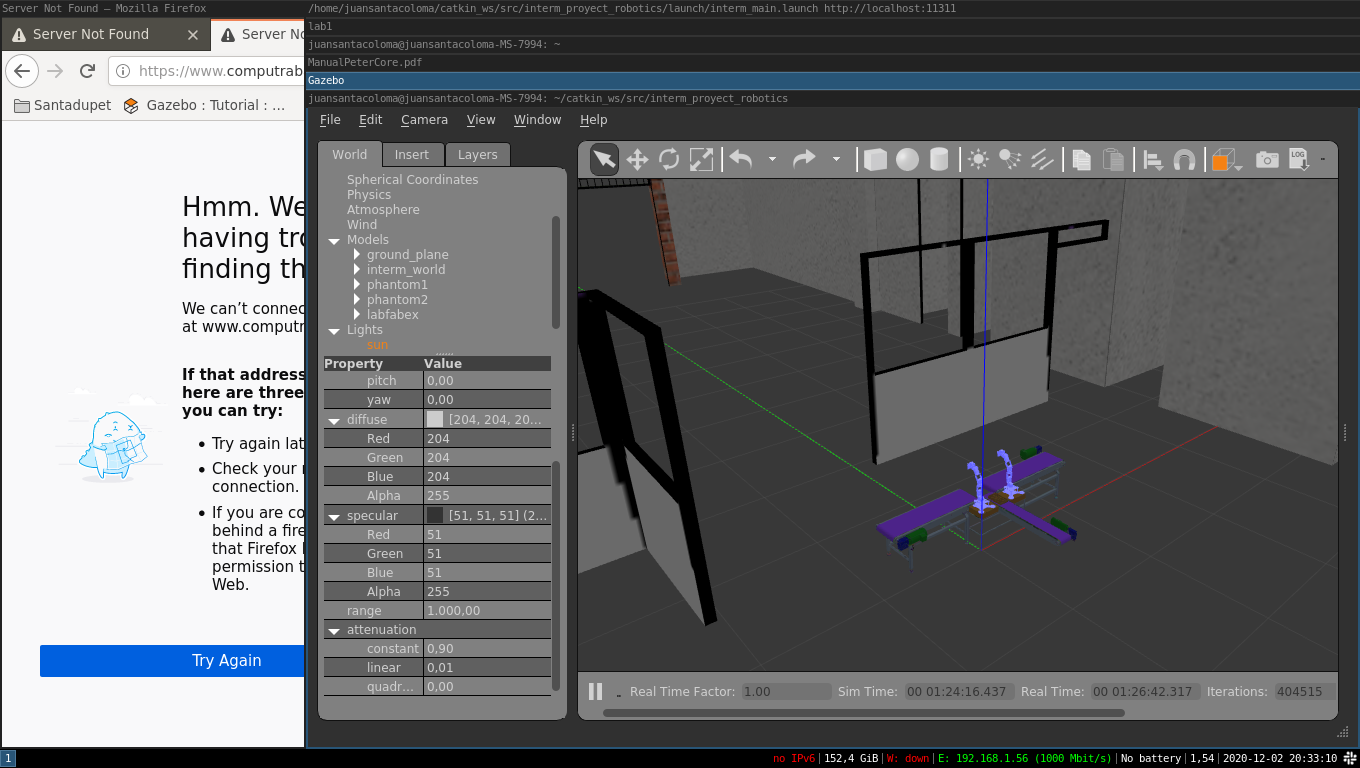 Server Not Found — Mozilla Firefox
Server Not Found
Server No
https://www.computrab
Santadupet Gazebo : Tutorial : …
Hmm. We
having tro
finding th
We can’t connec
at www.computr
If that address
here are three
you can try:
• Try again lat
• Check your n
connection.
• If you are co
behind a fire
that Firefox
permission t
Web.
Try Again
/home/juansantacoloma/catkin_ws/src/interm_proyect_robotics/launch/interm_main.launch http://localhost:11311
lab1
juansantacoloma@juansantacoloma-MS-7994: ~
ManualPeterCore.pdf
Gazebo
juansantacoloma@juansantacoloma-MS-7994: ~/catkin_ws/src/interm_proyect_robotics
File Edit Camera View Window Help
World Insert Layers
Spherical Coordinates
Physics
Atmosphere
Wind
Models
ground_plane
interm_world
phantom1
phantom2
labfabex
Lights
sun
Property Value
pitch 0,00
yaw 0,00
diffuse [204, 204, 20…
Red 204
Green 204
Blue 204
Alpha 255
specular [51, 51, 51] (2…
Red 51
Green 51
Blue 51
Alpha 255
range 1.000,00
attenuation
constant 0,90
linear 0,01
quadr… 0,00
LOG
Real Time Factor: 1.00 Sim Time: 00 01:24:16.437 Real Time: 00 01:26:42.317 Iterations: 404515
1 no IPv6|152,4 GiB|W: down|E: 192.168.1.56 (1000 Mbit/s)|No battery|1,54|2020-12-02 20:33:10